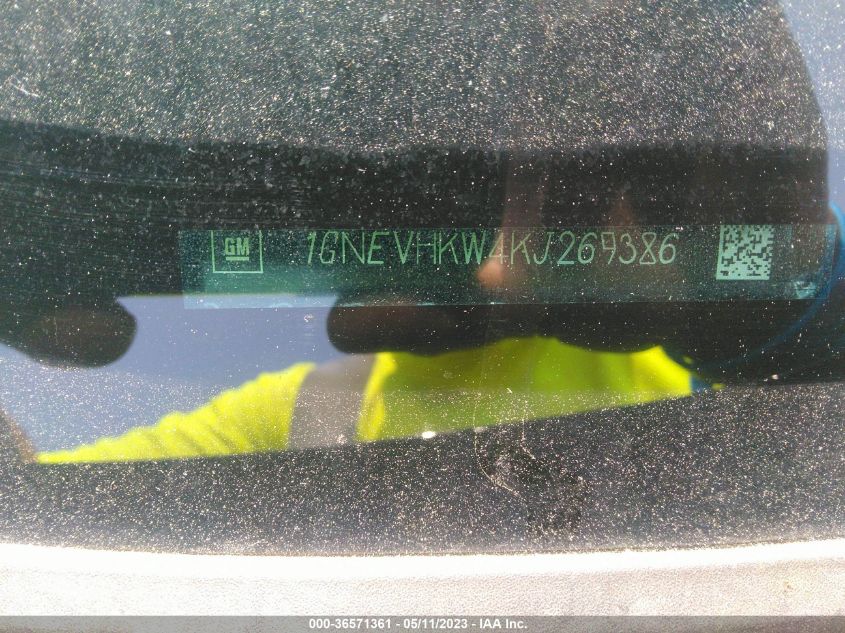 GM 1GNEVHKW4KJ269386
000-36571361 - 05/11/2023 - IAA Inc.